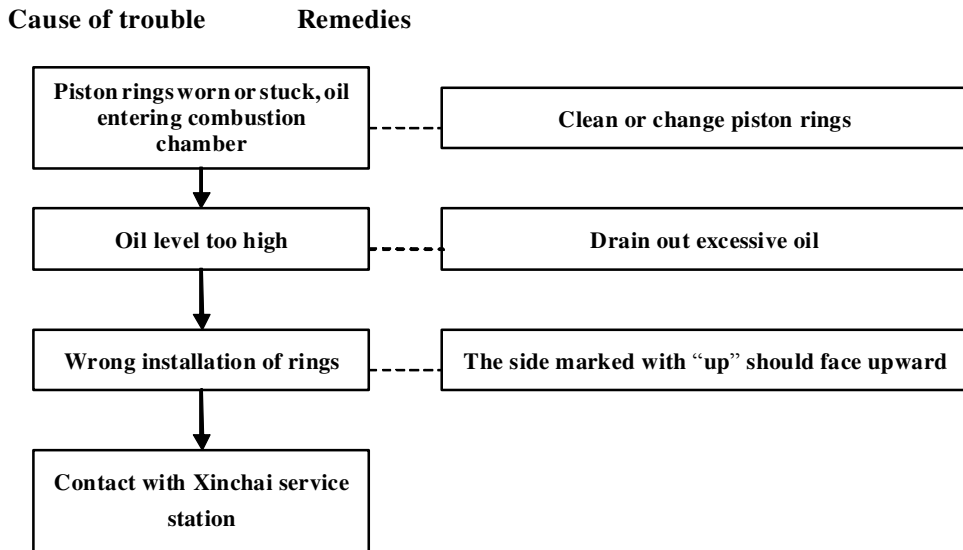 Cause of trouble Remedies
Piston rings worn or stuck, oil
entering combustion
chamber
Clean or change piston rings
Oil level too high
Drain out excessive oil
Wrong installation of rings
The side marked with “up” should face upward
Contact with Xinchai service
station